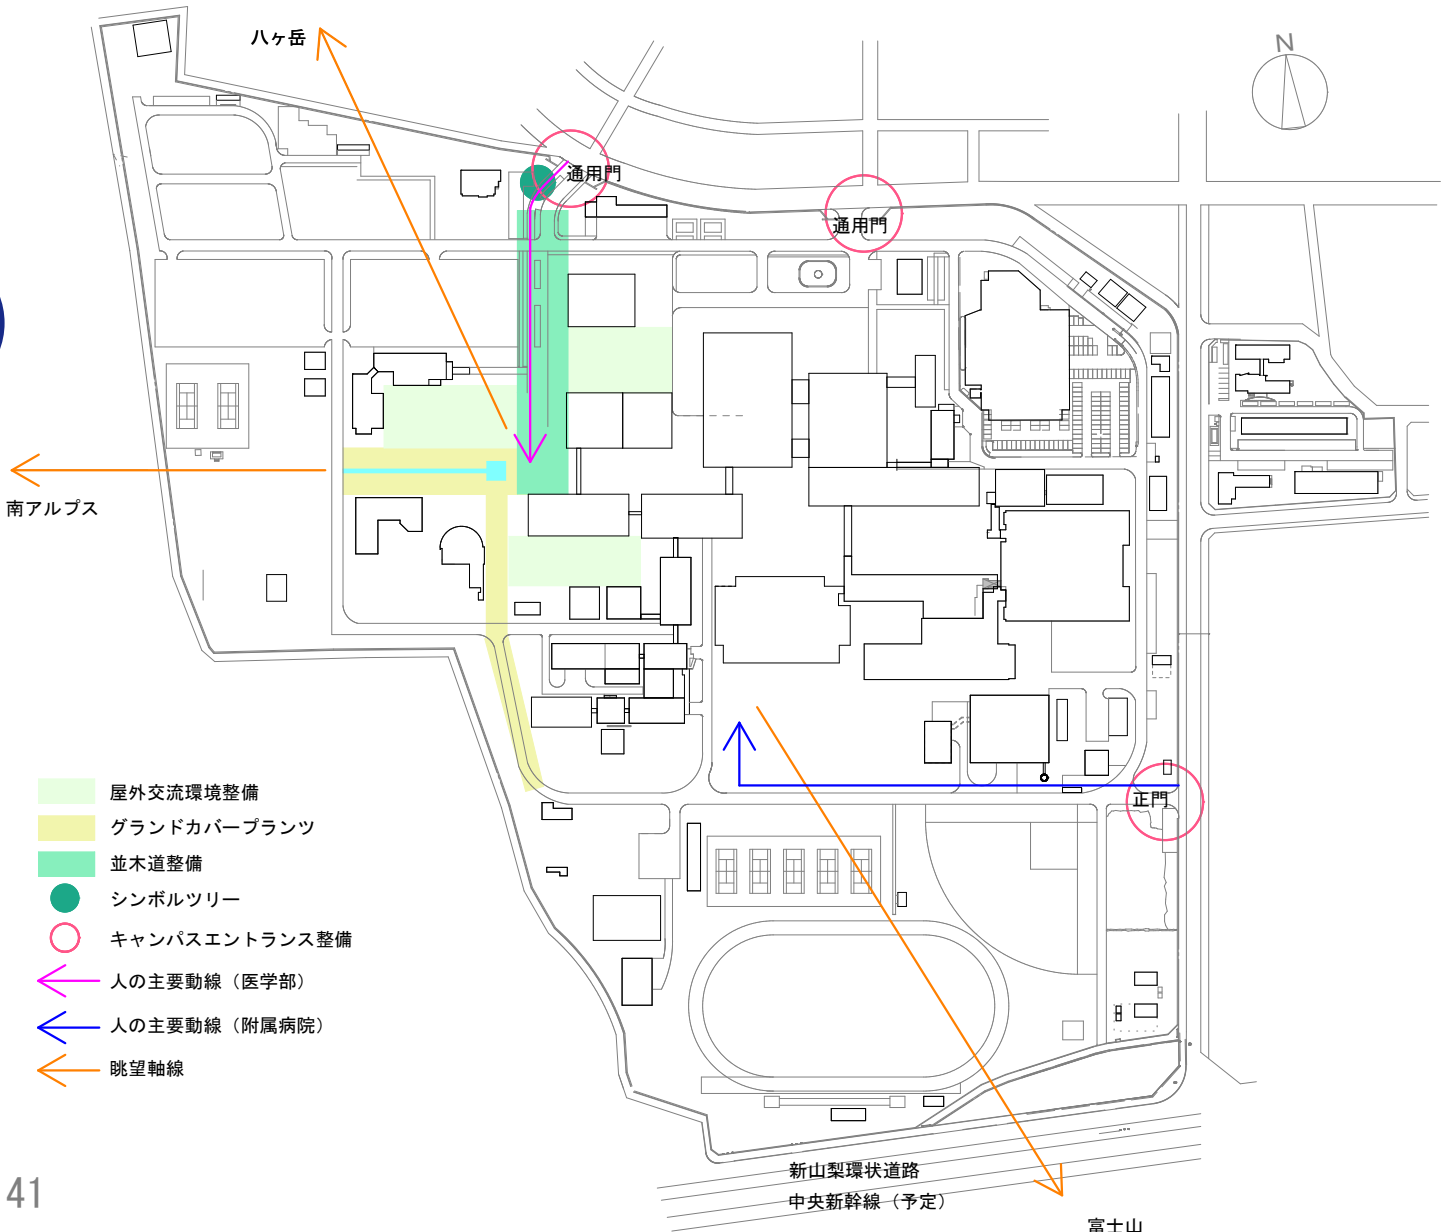 八ヶ岳
N
通用門
通用門
南アルプス
屋外交流環境整備
グランドカバープランツ
並木道整備
シンボルツリー
キャンパスエントランス整備
人の主要動線（医学部）
人の主要動線（附属病院）
眺望軸線
正門
新山梨環状道路
中央新幹線（予定）
富士山
41